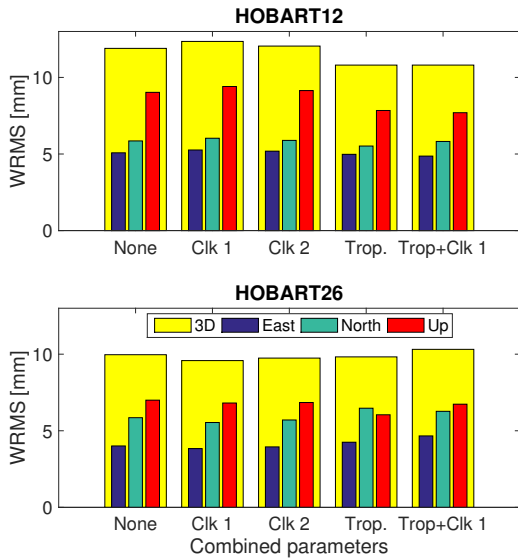 HOBART12
WRMS [mm]
10
5
0
None Clk 1 Clk 2 Trop. Trop+Clk 1
HOBART26
3D East North Up
WRMS [mm]
10
5
0
None Clk 1 Clk 2 Trop. Trop+Clk 1
Combined parameters